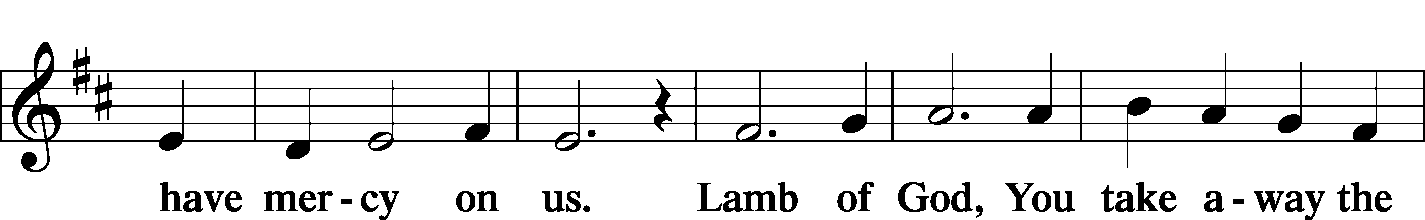 have mer - cy on us. Lamb of God, You take a - way the